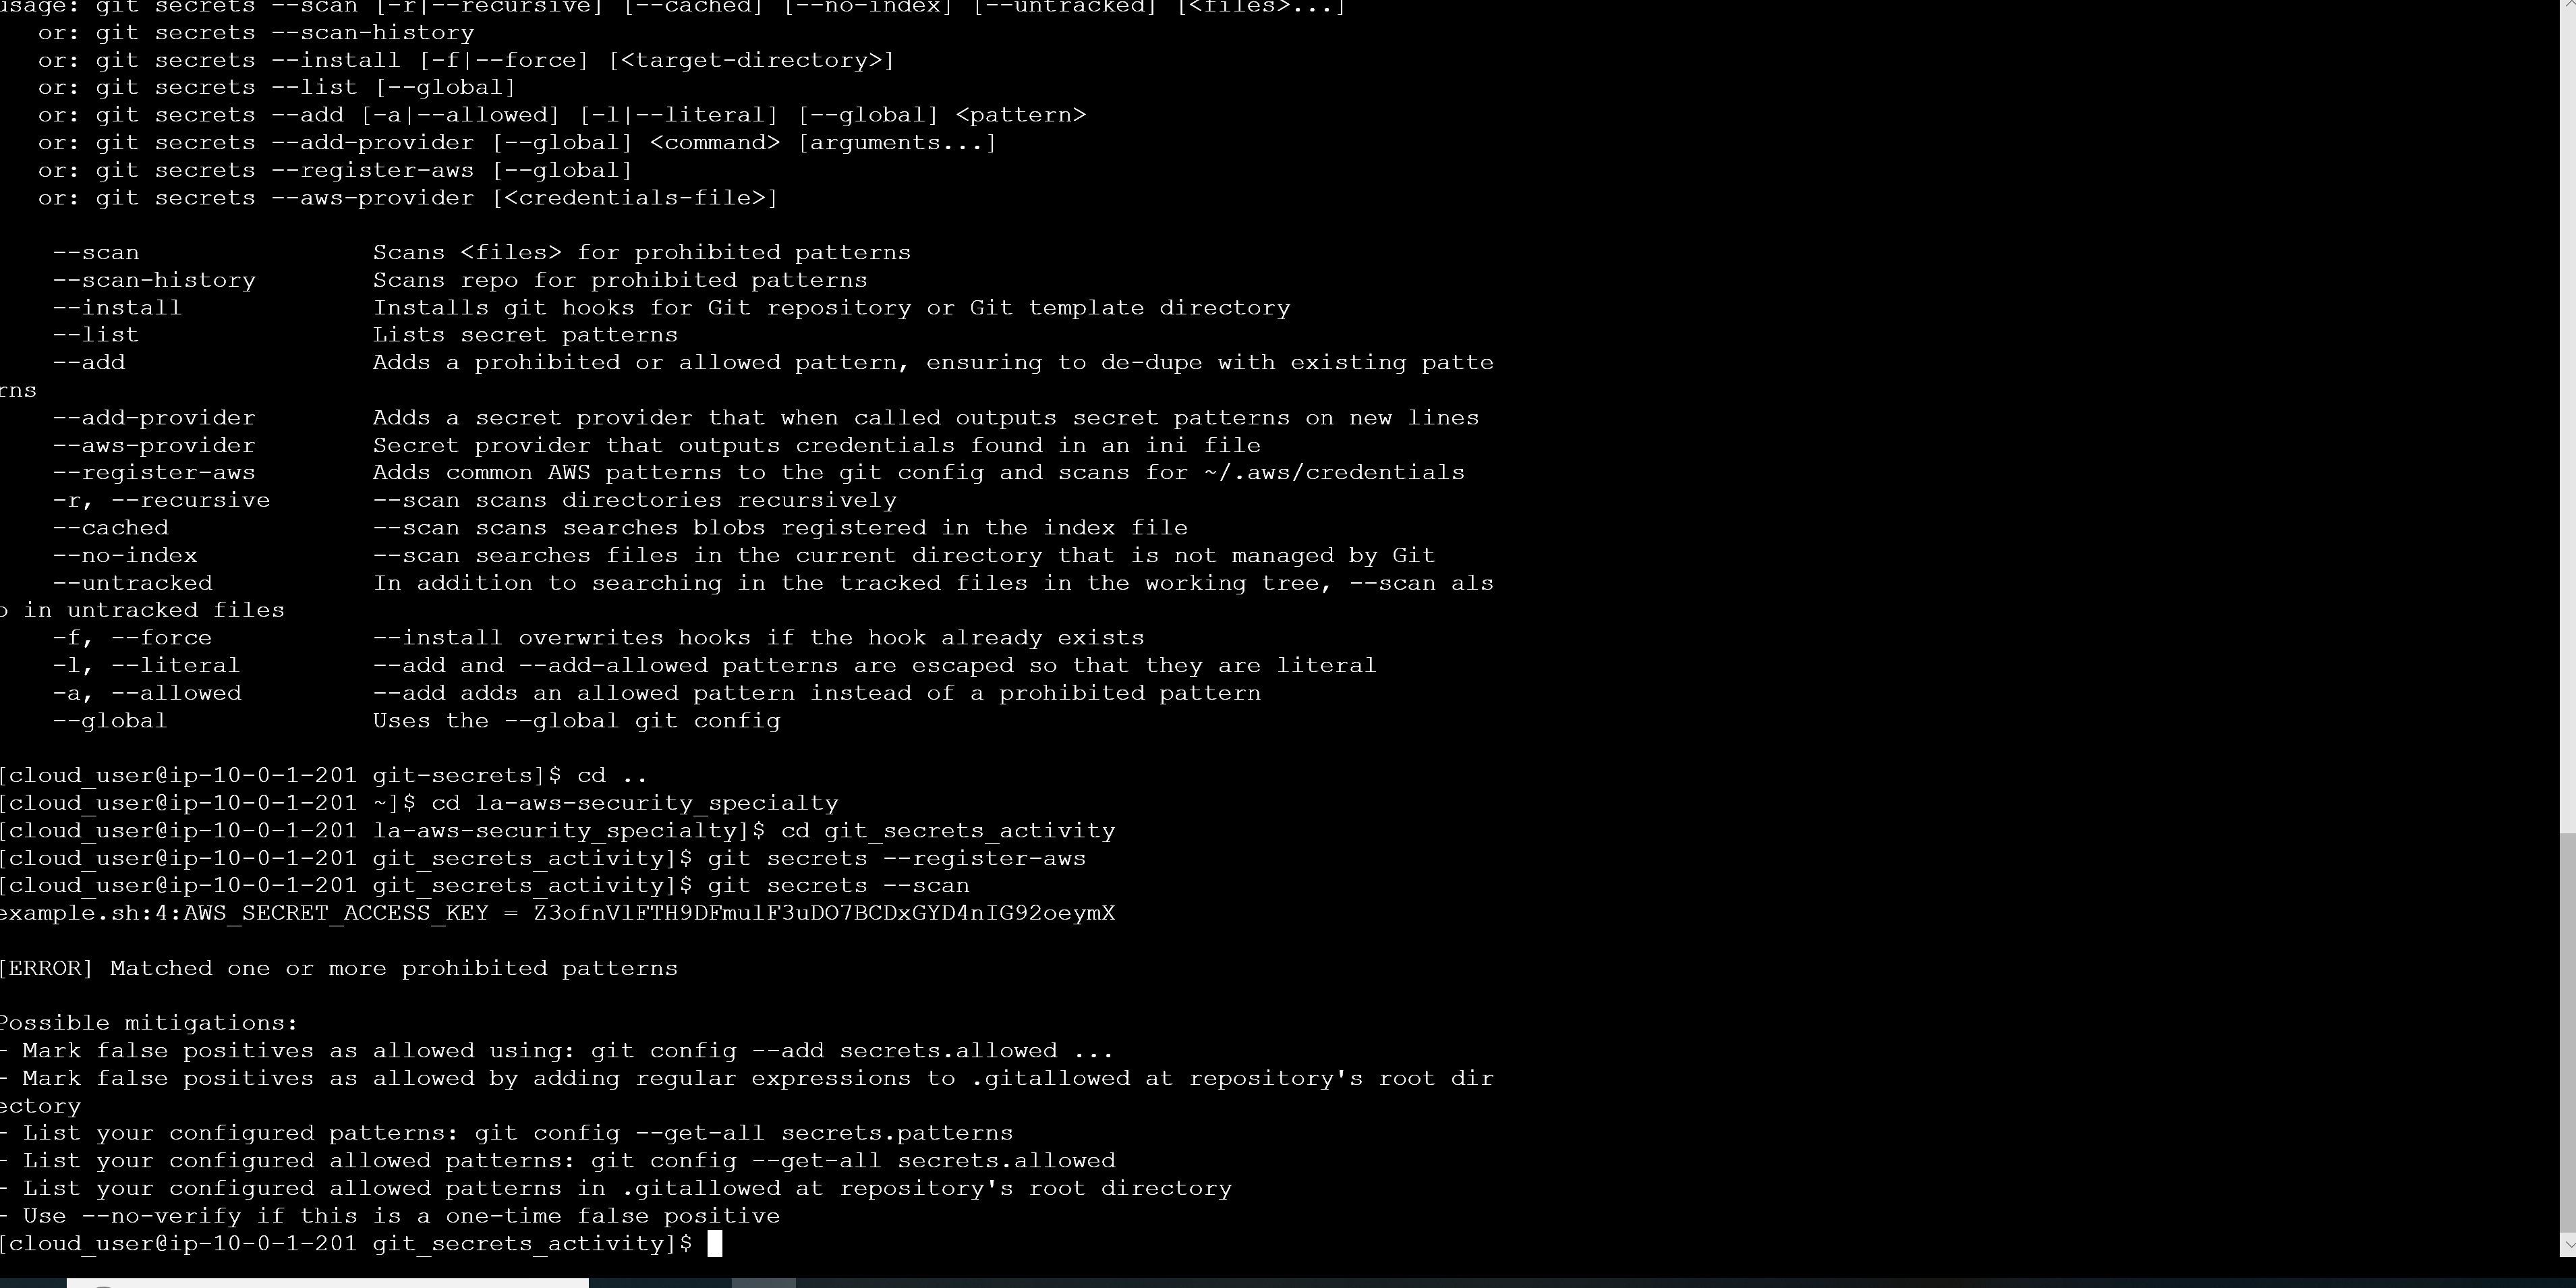 usage: git secrets --scan [-r|--recursive] [--cached] [--no-index] [--untracked] [<files>...]
   or: git secrets --scan-history
   or: git secrets --install [-f|--force] [<target-directory>]
   or: git secrets --list [--global]
   or: git secrets --add [-a|--allowed] [-l|--literal] [--global] <pattern>
   or: git secrets --add-provider [--global] <command> [arguments...]
   or: git secrets --register-aws [--global]
   or: git secrets --aws-provider [<credentials-file>]

    --scan                Scans <files> for prohibited patterns
    --scan-history        Scans repo for prohibited patterns
    --install             Installs git hooks for Git repository or Git template directory
    --list                Lists secret patterns
    --add                 Adds a prohibited or allowed pattern, ensuring to de-dupe with existing patte
rns
    --add-provider        Adds a secret provider that when called outputs secret patterns on new lines
    --aws-provider        Secret provider that outputs credentials found in an ini file
    --register-aws        Adds common AWS patterns to the git config and scans for ~/.aws/credentials
    -r, --recursive       --scan scans directories recursively
    --cached              --scan scans searches blobs registered in the index file
    --no-index            --scan searches files in the current directory that is not managed by Git
    --untracked           In addition to searching in the tracked files in the working tree, --scan als
o in untracked files
    -f, --force           --install overwrites hooks if the hook already exists
    -l, --literal         --add and --add-allowed patterns are escaped so that they are literal
    -a, --allowed         --add adds an allowed pattern instead of a prohibited pattern
    --global              Uses the --global git config

[cloud_user@ip-10-0-1-201 git-secrets]$ cd ..
[cloud_user@ip-10-0-1-201 ~]$ cd la-aws-security_specialty
[cloud_user@ip-10-0-1-201 la-aws-security_specialty]$ cd git_secrets_activity
[cloud_user@ip-10-0-1-201 git_secrets_activity]$ git secrets --register-aws
[cloud_user@ip-10-0-1-201 git_secrets_activity]$ git secrets --scan
example.sh:4:AWS_SECRET_ACCESS_KEY = Z3ofnVlFTH9DFmulF3uDO7BCDxGYD4nIG92oeymX

[ERROR] Matched one or more prohibited patterns

Possible mitigations:
- Mark false positives as allowed using: git config --add secrets.allowed ...
- Mark false positives as allowed by adding regular expressions to .gitallowed at repository's root dir
ectory
- List your configured patterns: git config --get-all secrets.patterns
- List your configured allowed patterns: git config --get-all secrets.allowed
- List your configured allowed patterns in .gitallowed at repository's root directory
- Use --no-verify if this is a one-time false positive
[cloud_user@ip-10-0-1-201 git_secrets_activity]$